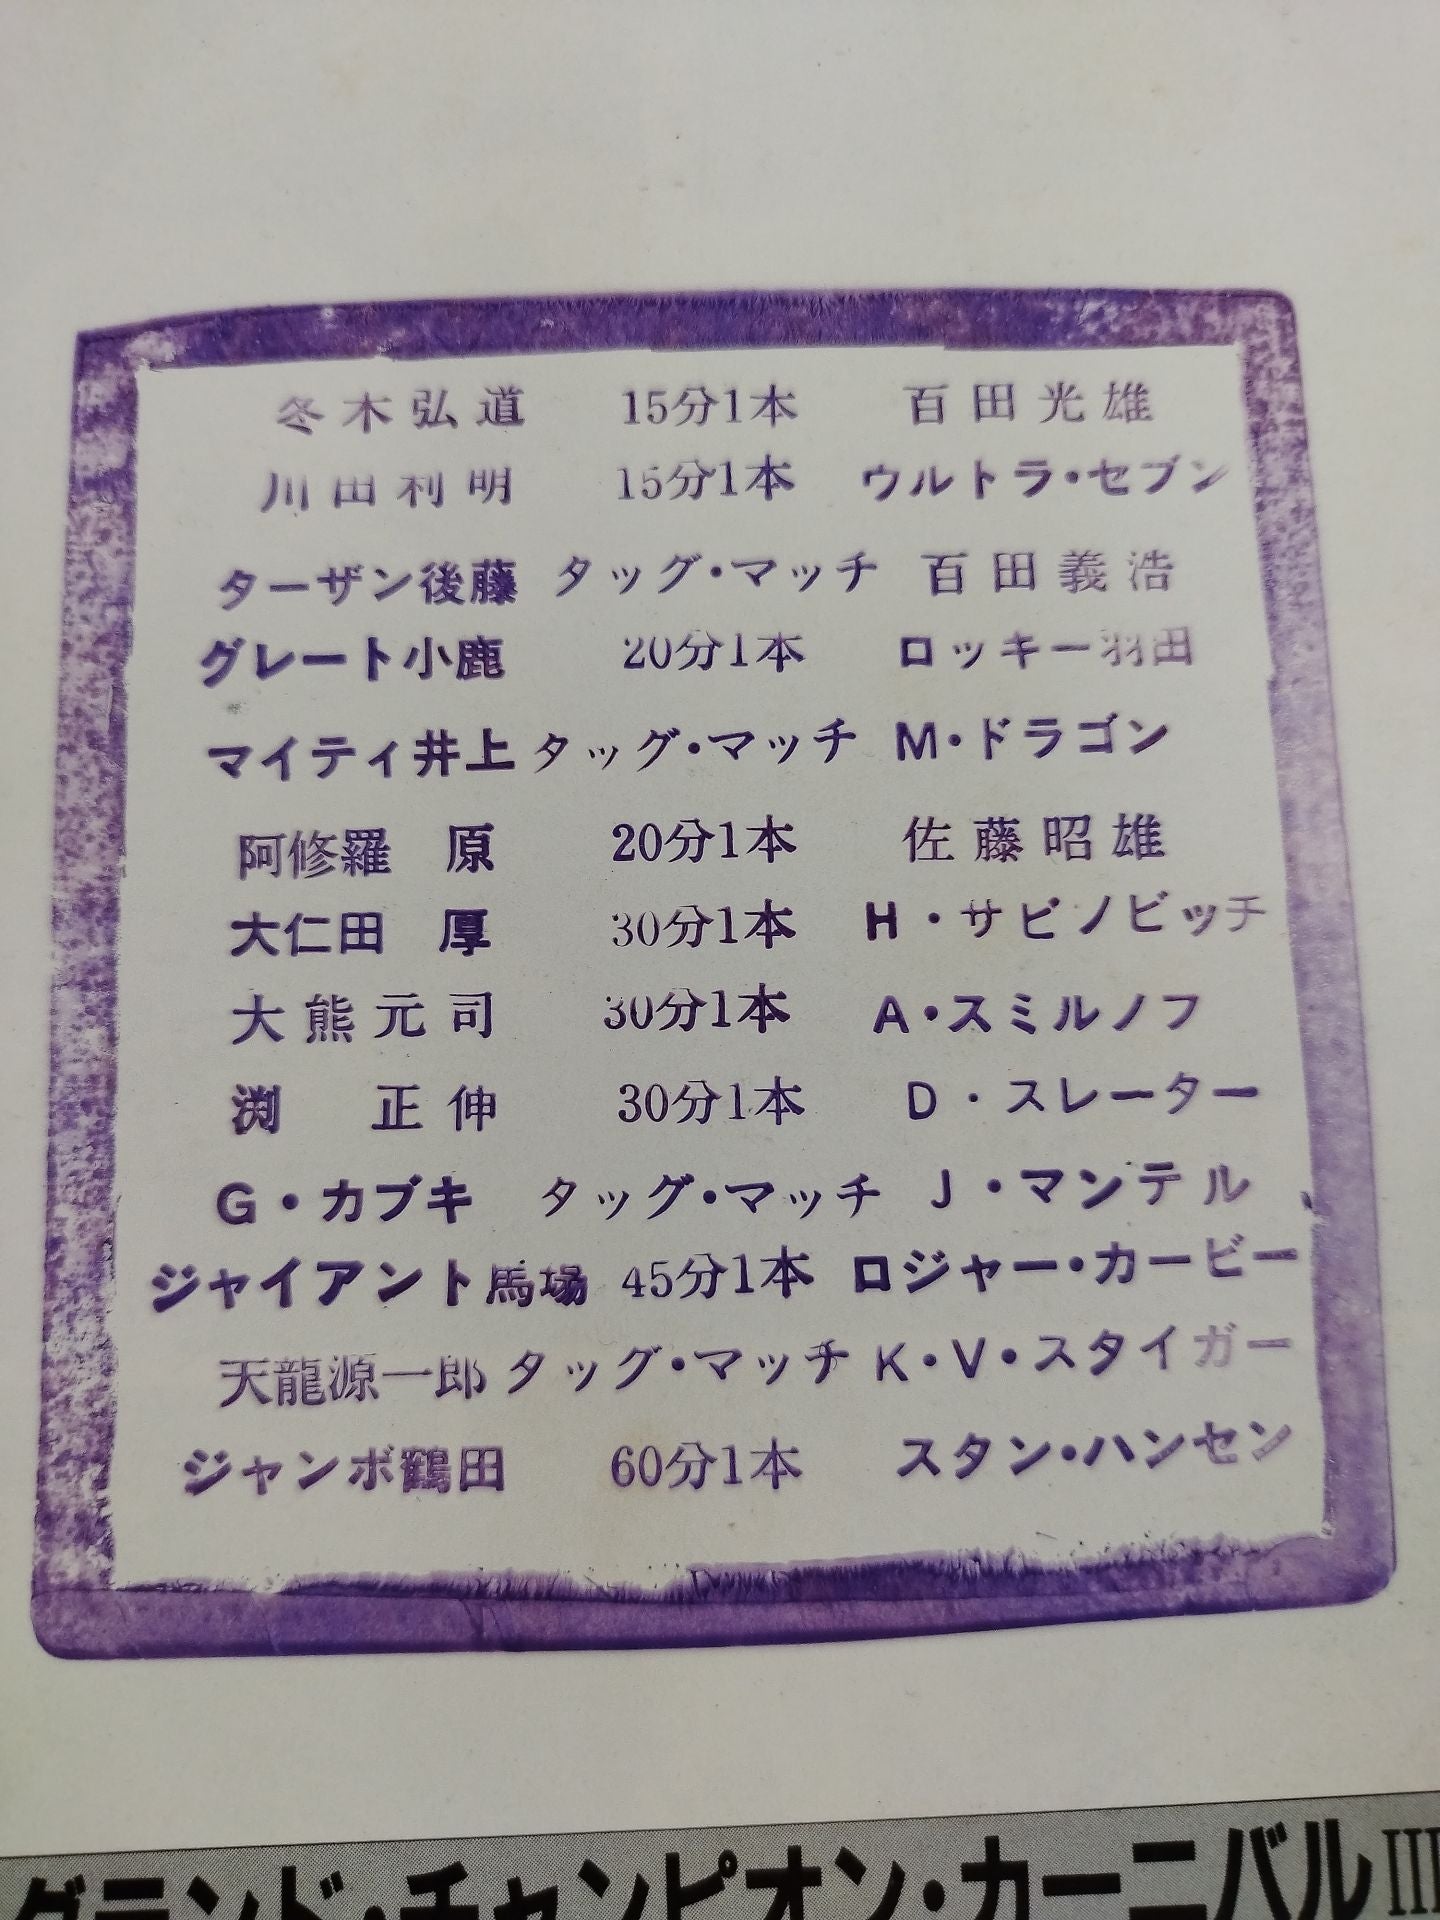 冬木弘道 15分1本 百田光雄
川田利明 15分1本 ウルトラ・セブン
ターザン後藤 タッグ・マッチ 百田義浩
グレート小鹿 20分1本 ロッキー羽田
マイティ井上 タッグ・マッチ M・ドラゴン
阿修羅 原 20分1本 佐藤昭雄
大仁田 厚 30分1本 H・サビノビッチ
大熊元司 30分1本 A・スミルノフ
渕 正伸 30分1本 D・スレーター
G・カブキ タッグ・マッチ J・マンテル
ジャイアント馬場 45分1本 ロジャー・カービー
天龍源一郎 タッグ・マッチ K・V・スタイガー
ジャンボ鶴田 60分1本 スタン・ハンセン
グランド・チャンピオン・カーニバルIII